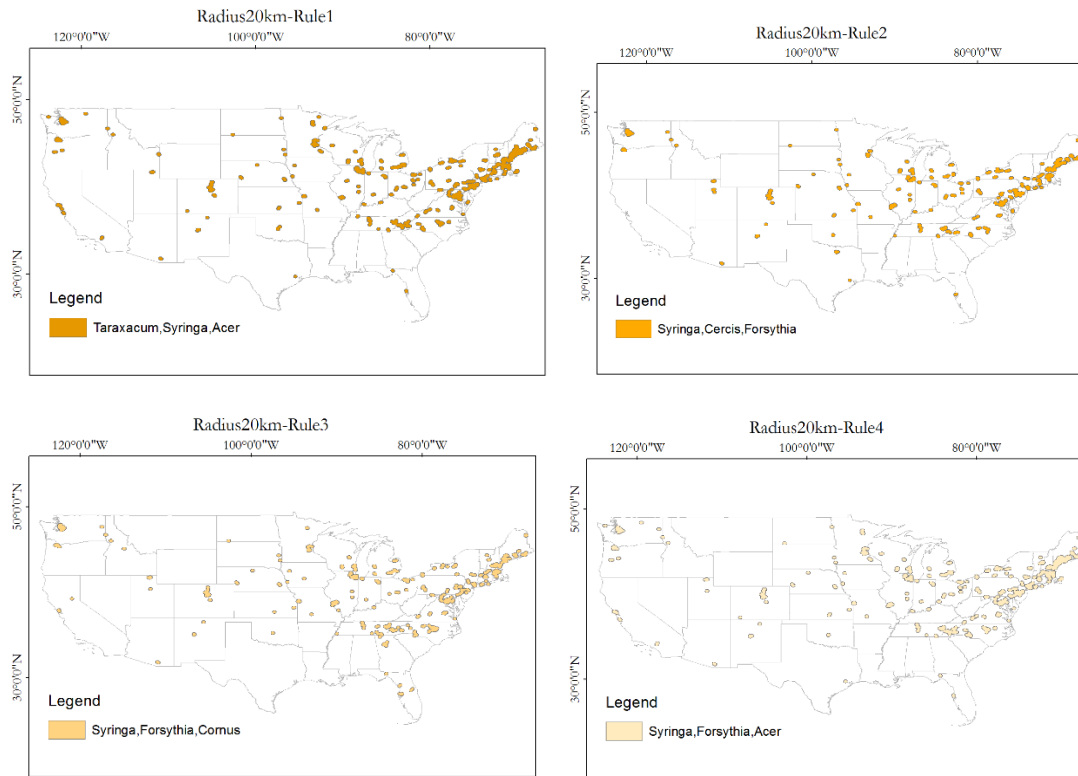 Radius20km-Rule1
120°0'0"W 100°0'0"W 80°0'0"W
50°0'0"N
30°0'0"N
Legend
Taraxacum,Syringa,Acer
Radius20km-Rule2
120°0'0"W 100°0'0"W 80°0'0"W
50°0'0"N
30°0'0"N
Legend
Syringa,Cercis,Forsythia
Radius20km-Rule3
120°0'0"W 100°0'0"W 80°0'0"W
50°0'0"N
30°0'0"N
Legend
Syringa,Forsythia,Cornus
Radius20km-Rule4
120°0'0"W 100°0'0"W 80°0'0"W
50°0'0"N
30°0'0"N
Legend
Syringa,Forsythia,Acer